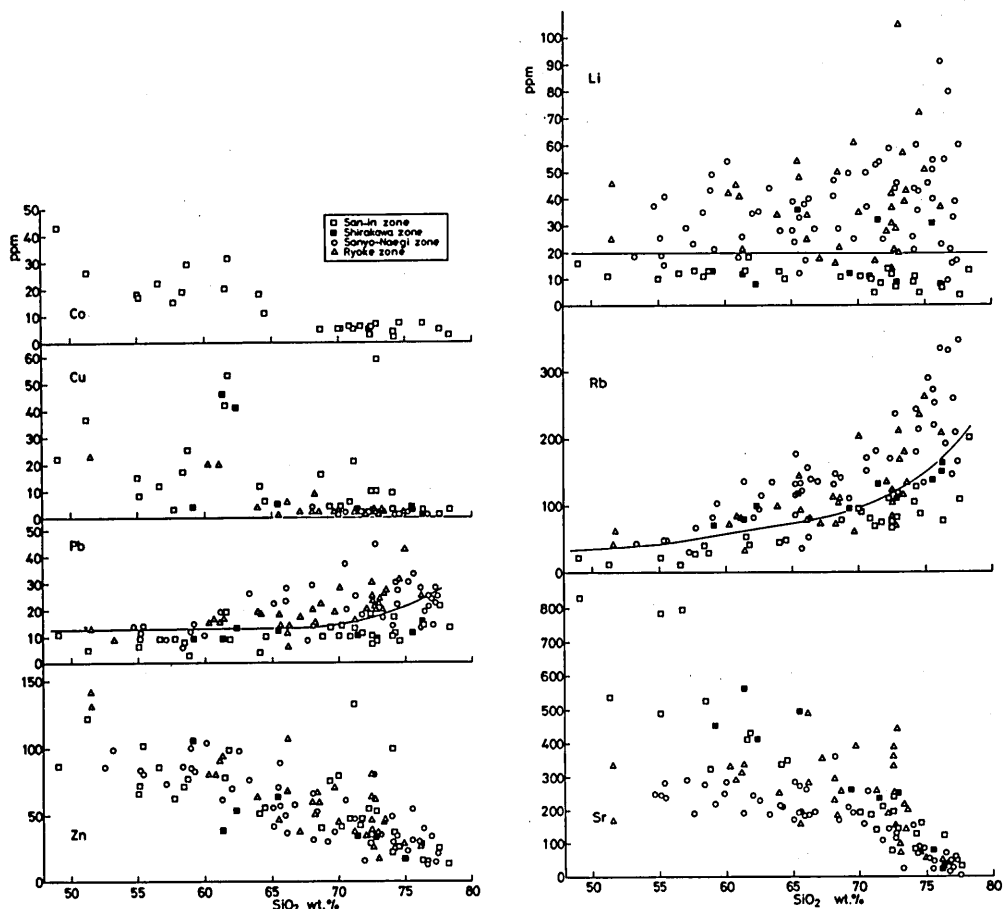 50
40
ppm
30
20
10
0
Co
□ San-in zone
■ Shirakawa zone
○ Sanyo-Naegi zone
△ Ryoke zone
60
50
40
30
20
10
0
Cu
50
40
30
20
10
0
Pb
150
100
50
0
Zn
50 55 60 65 70 75 80
SiO₂ wt.%
100
90
80
70
60
50
40
30
20
10
0
ppm
Li
300
200
100
0
Rb
800
700
600
500
400
300
200
100
0
Sr
50 55 60 65 70 75 80
SiO₂ wt.%